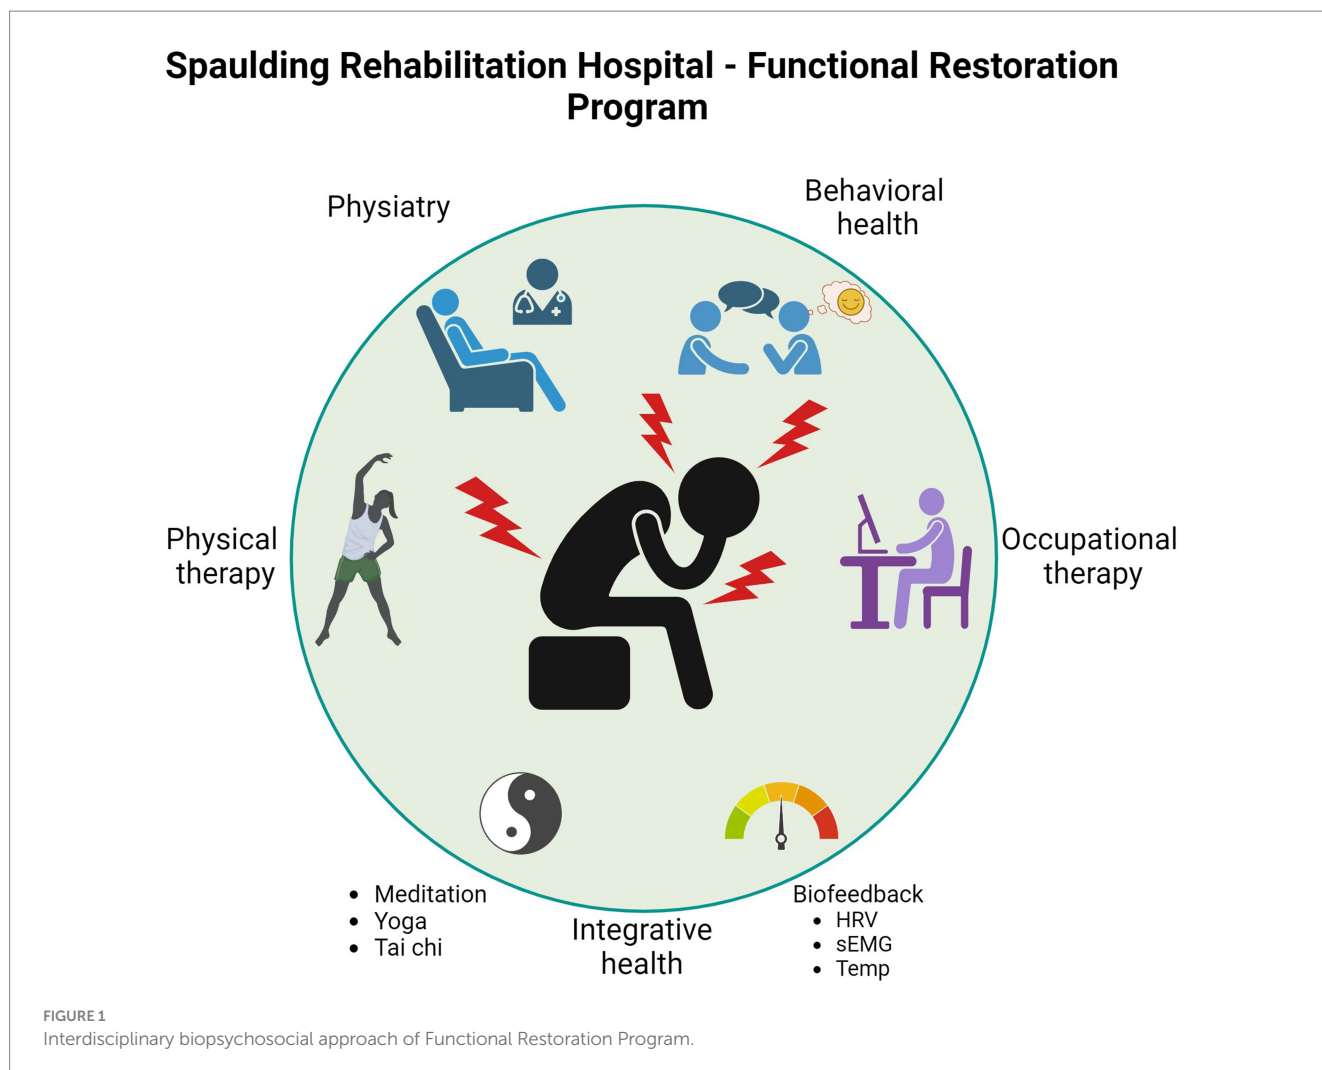 Spaulding Rehabilitation Hospital - Functional Restoration
Program
Physiatry
Behavioral
health
Physical
therapy
Occupational
therapy
• Meditation
• Yoga
• Tai chi
Integrative
health
Biofeedback
• HRV
• sEMG
• Temp
FIGURE 1
Interdisciplinary biopsychosocial approach of Functional Restoration Program.